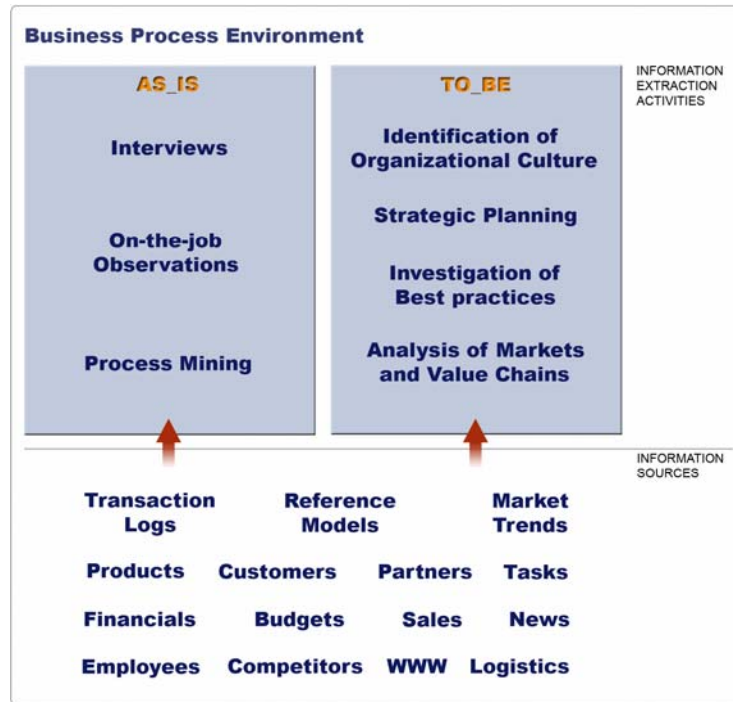 Business Process Environment
AS_IS
Interviews
On-the-job
Observations
Process Mining
TO_BE
Identification of
Organizational Culture
Strategic Planning
Investigation of
Best practices
Analysis of Markets
and Value Chains
INFORMATION
EXTRACTION
ACTIVITIES
INFORMATION
SOURCES
Transaction
Logs
Reference
Models
Market
Trends
Products Customers Partners Tasks
Financials Budgets Sales News
Employees Competitors WWW Logistics